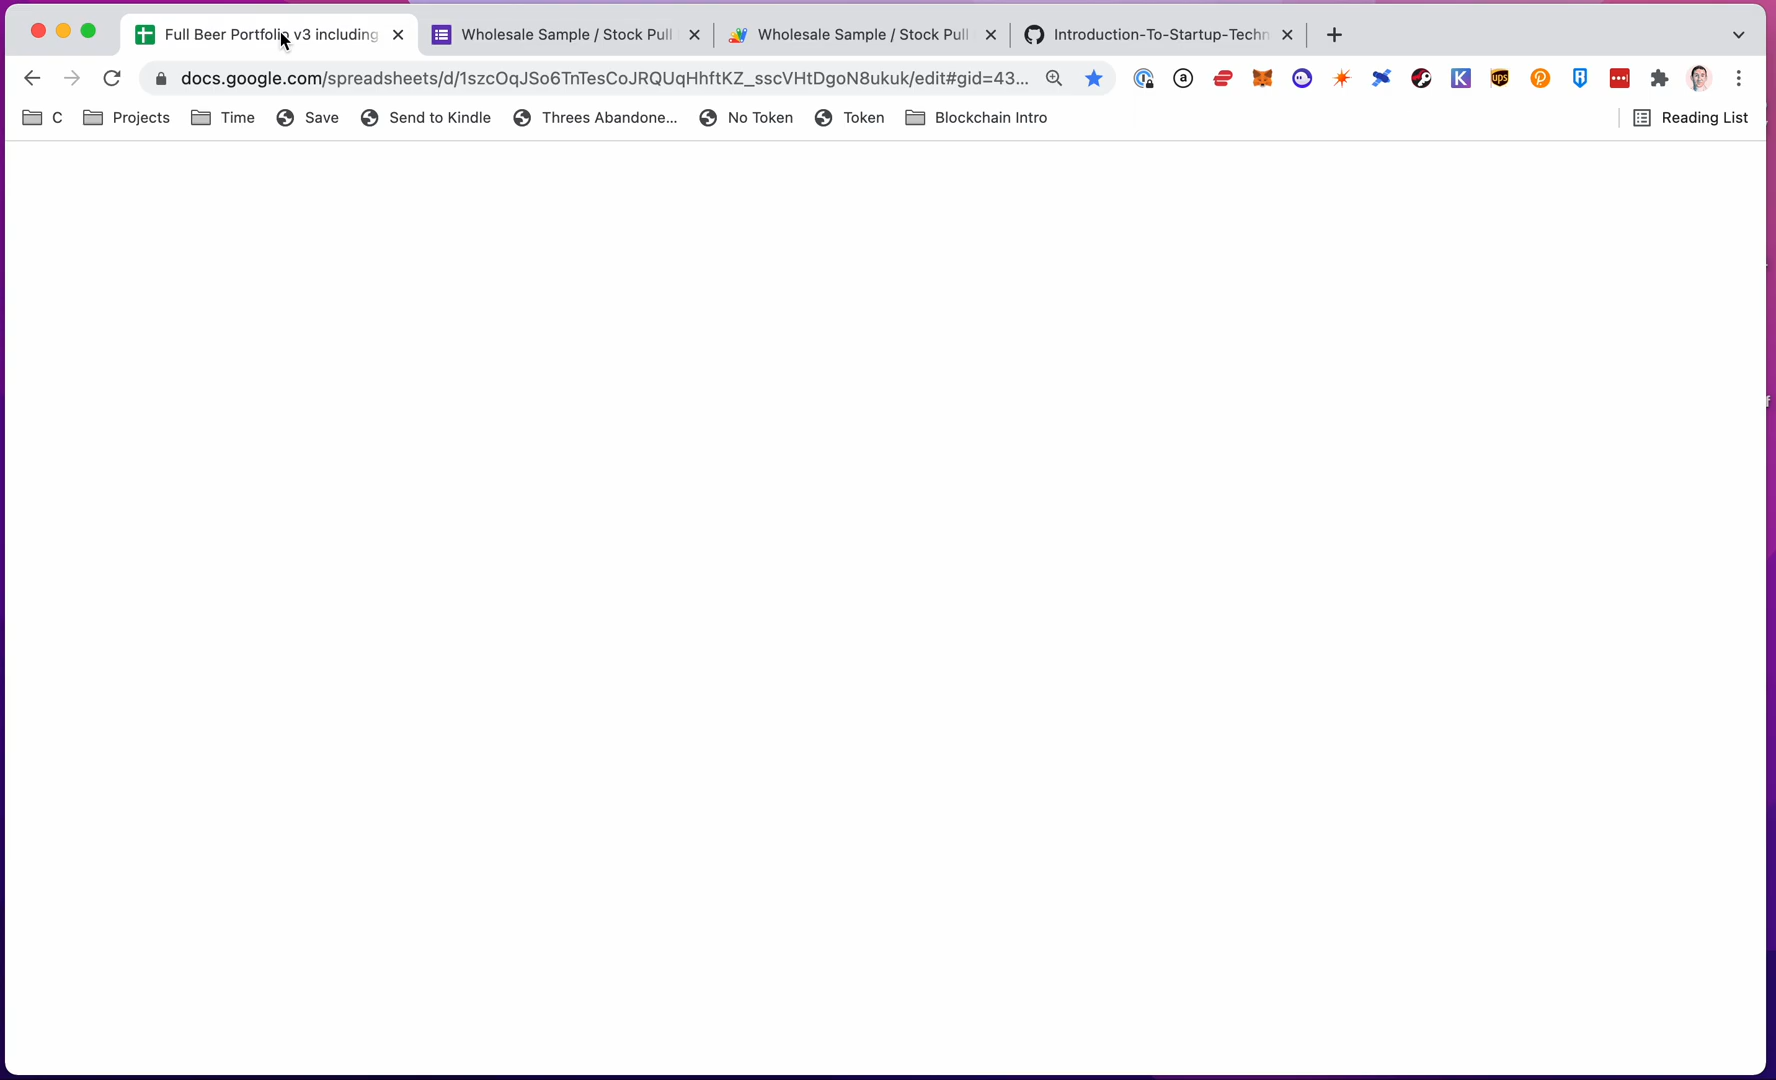 Full Beer Portfolio v3 including
Wholesale Sample / Stock Pull
Wholesale Sample / Stock Pull
Introduction-To-Startup-Techn
docs.google.com/spreadsheets/d/1szcOqJSo6TnTesCoJRQUqHhftKZ_sscVHtDgoN8ukuk/edit#gid=43...
a
K
ups
C
Projects
Time
Save
Send to Kindle
Threes Abandone...
No Token
Token
Blockchain Intro
Reading List